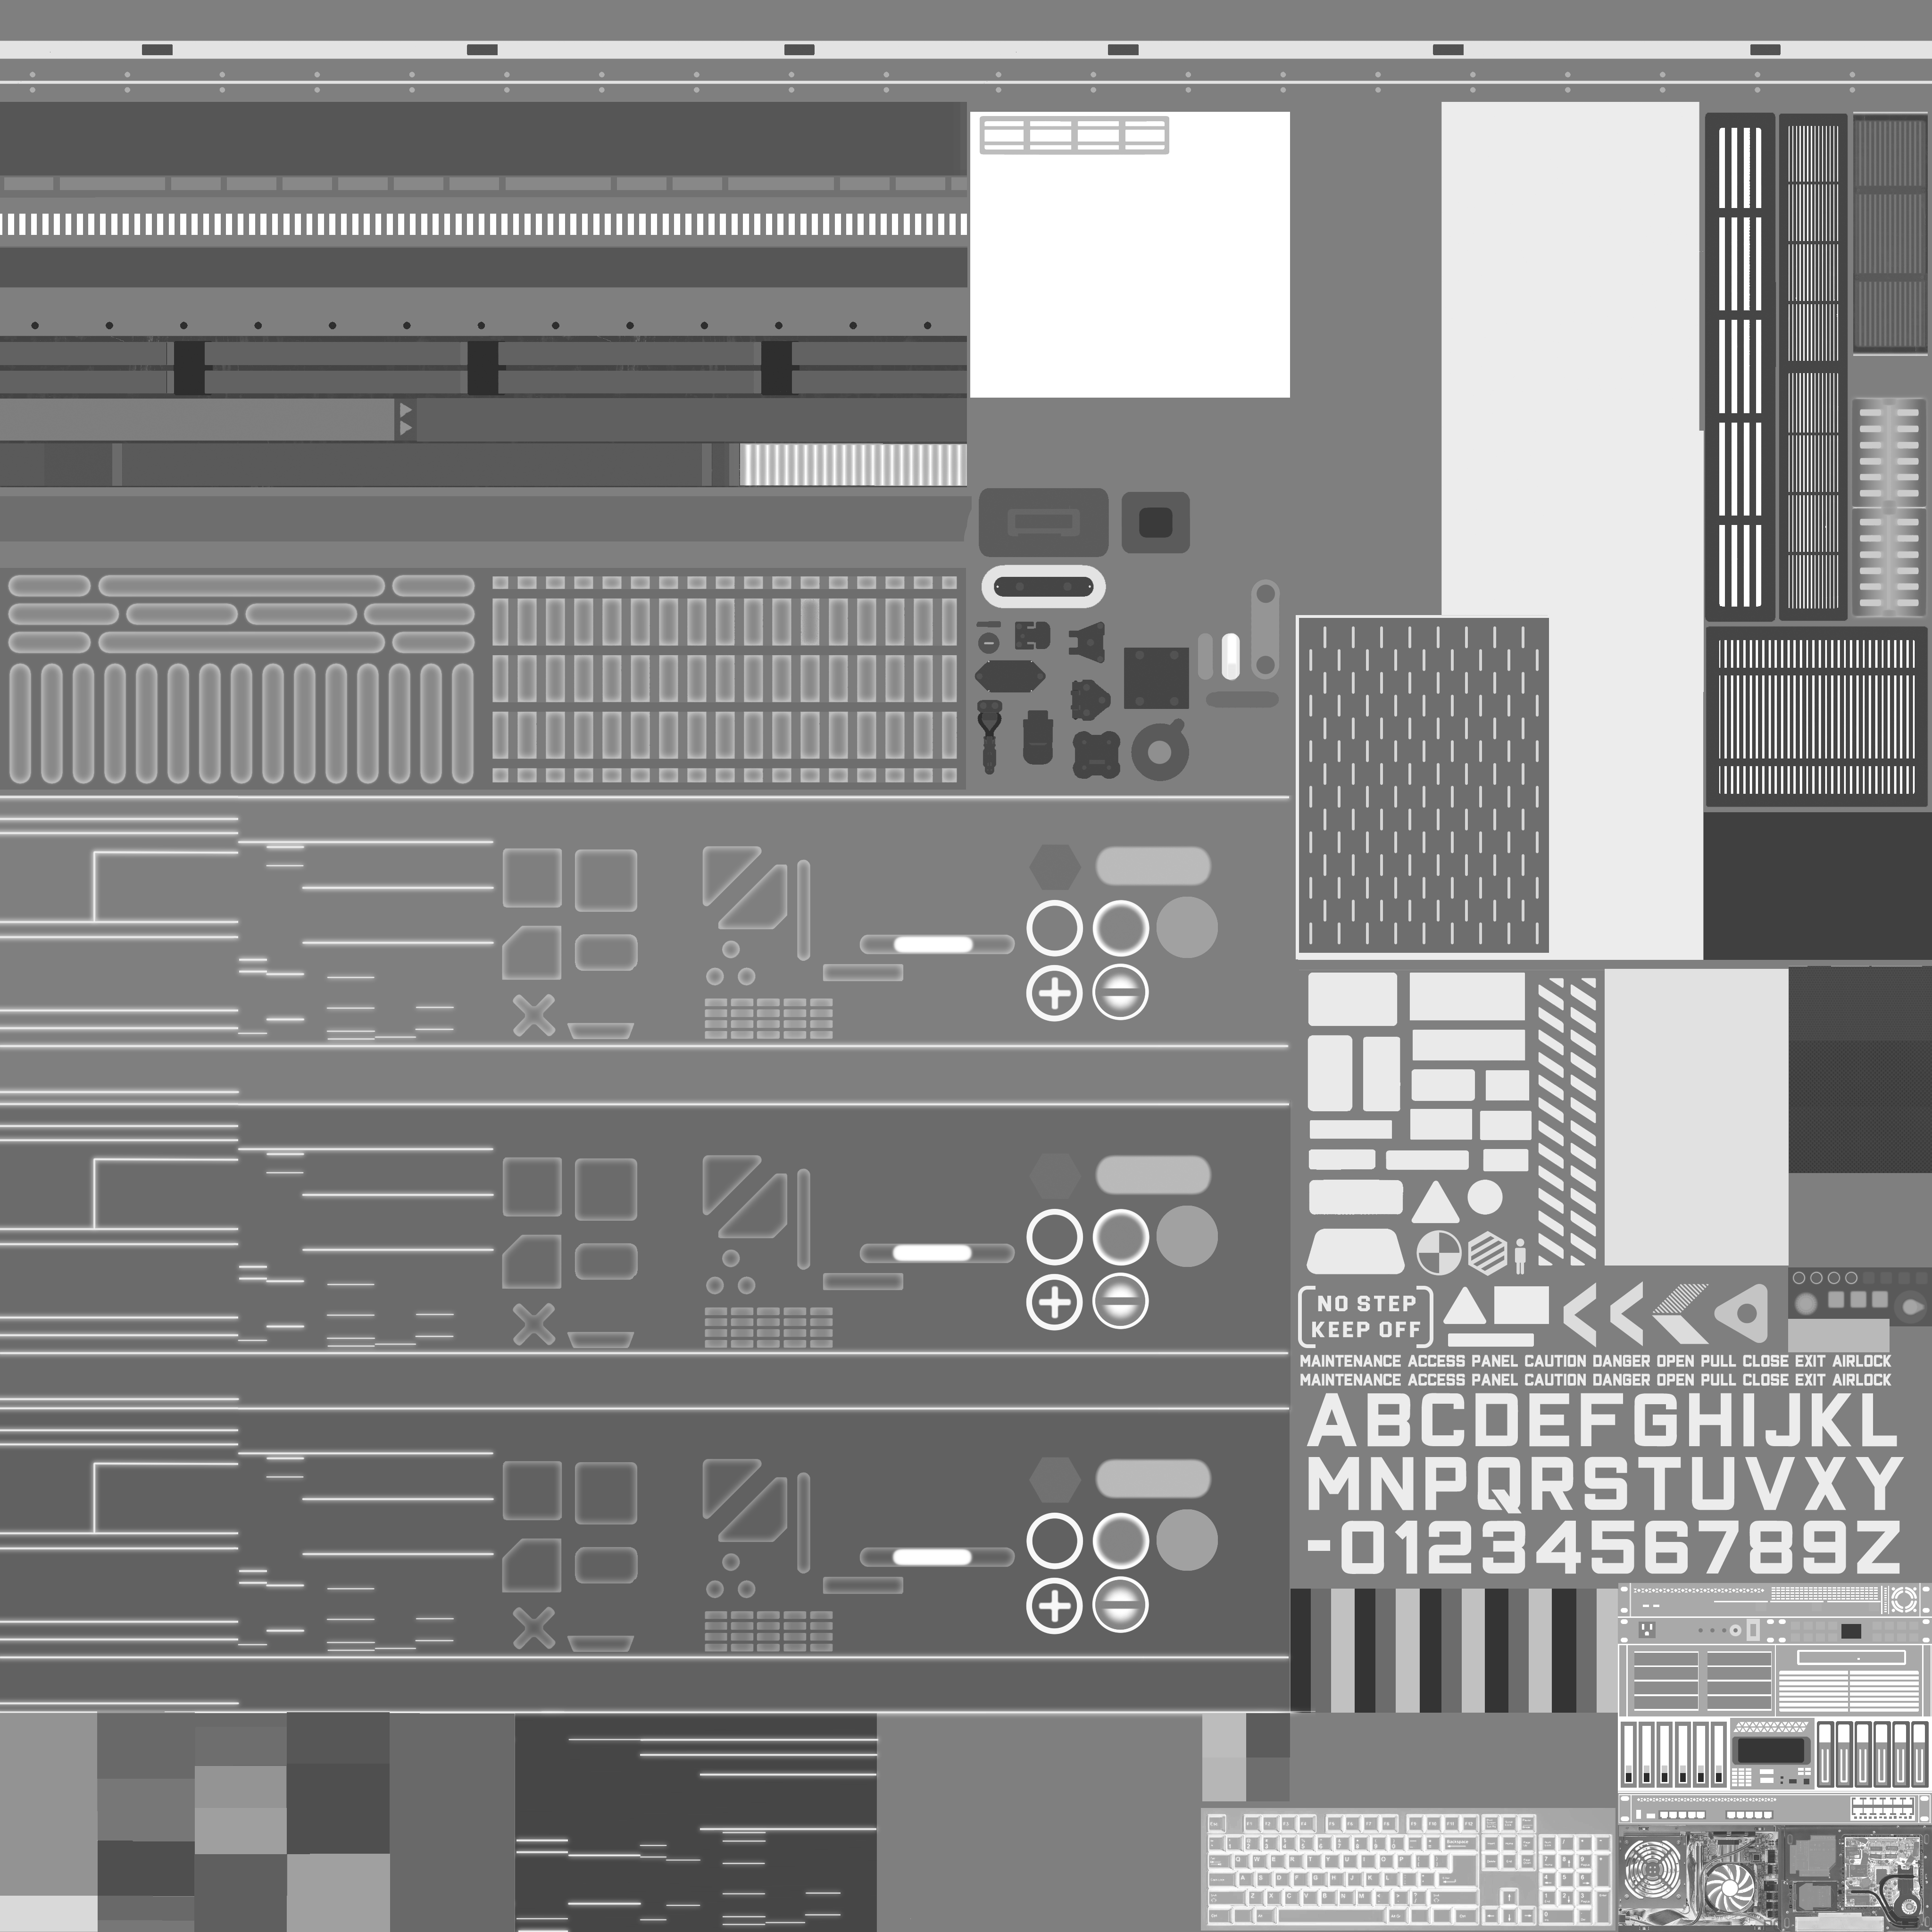 NO STEP
KEEP OFF
MAINTENANCE ACCESS PANEL CAUTION DANGER OPEN PULL CLOSE EXIT AIRLOCK
MAINTENANCE ACCESS PANEL CAUTION DANGER OPEN PULL CLOSE EXIT AIRLOCK
ABCDEFGHIJKL
MNPQRSTUVXY
-0123456789Z